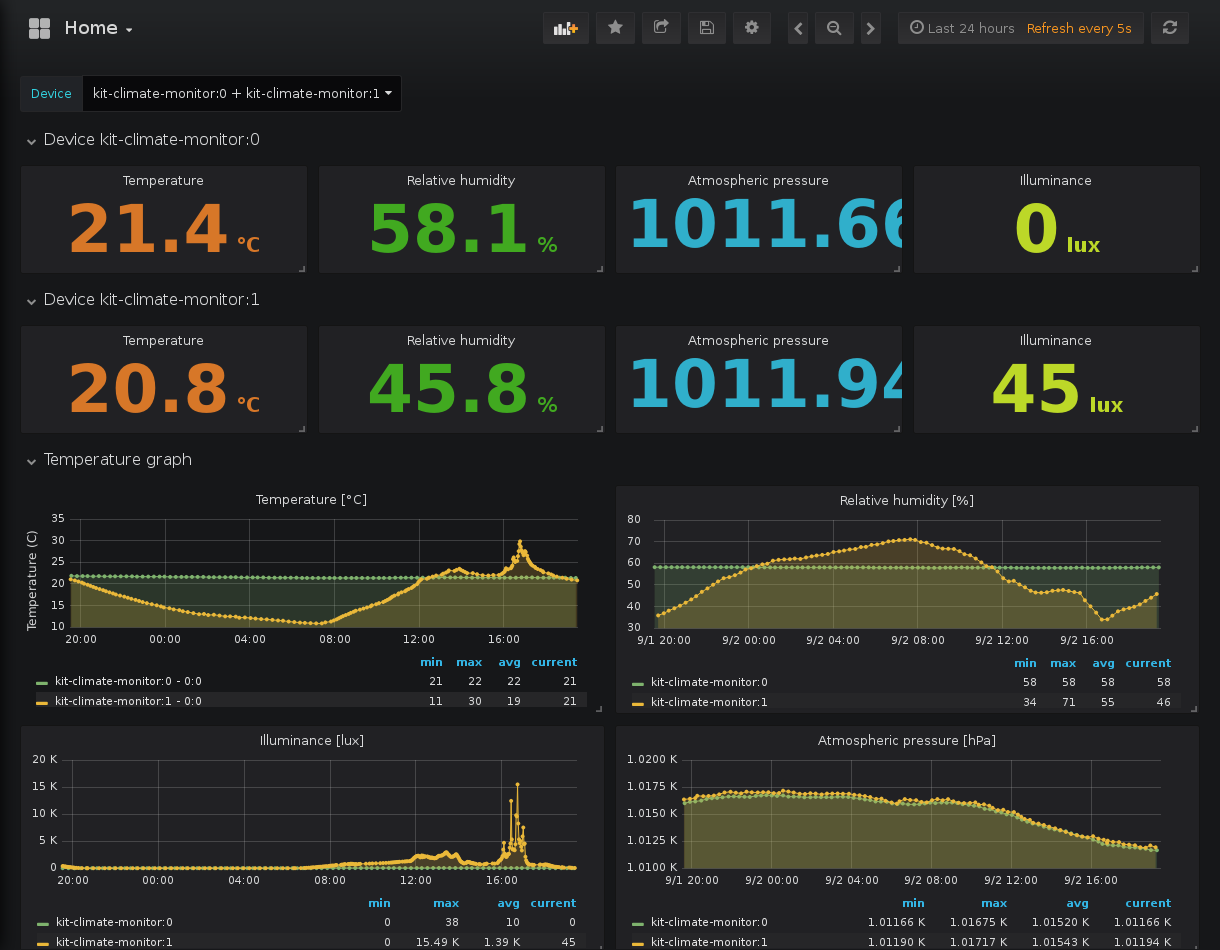 Home
Last 24 hours Refresh every 5s
Device kit-climate-monitor:0 + kit-climate-monitor:1
Device kit-climate-monitor:0
Temperature Relative humidity Atmospheric pressure Illuminance
21.4 °C 58.1 % 1011.66 0 lux
Device kit-climate-monitor:1
Temperature Relative humidity Atmospheric pressure Illuminance
20.8 °C 45.8 % 1011.94 45 lux
Temperature graph
Temperature [°C]
Temperature (C)
35
30
25
20
15
10
20:00 00:00 04:00 08:00 12:00 16:00
min max avg current
kit-climate-monitor:0 - 0:0 21 22 22 21
kit-climate-monitor:1 - 0:0 11 30 19 21
Relative humidity [%]
80
70
60
50
40
30
9/1 20:00 9/2 00:00 9/2 04:00 9/2 08:00 9/2 12:00 9/2 16:00
min max avg current
kit-climate-monitor:0 58 58 58 58
kit-climate-monitor:1 34 71 55 46
Illuminance [lux]
20 K
15 K
10 K
5 K
0
20:00 00:00 04:00 08:00 12:00 16:00
min max avg current
kit-climate-monitor:0 0 38 10 0
kit-climate-monitor:1 0 15.49 K 1.39 K 45
Atmospheric pressure [hPa]
1.0200 K
1.0175 K
1.0150 K
1.0125 K
1.0100 K
9/1 20:00 9/2 00:00 9/2 04:00 9/2 08:00 9/2 12:00 9/2 16:00
min max avg current
kit-climate-monitor:0 1.01166 K 1.01675 K 1.01520 K 1.01166 K
kit-climate-monitor:1 1.01190 K 1.01717 K 1.01543 K 1.01194 K